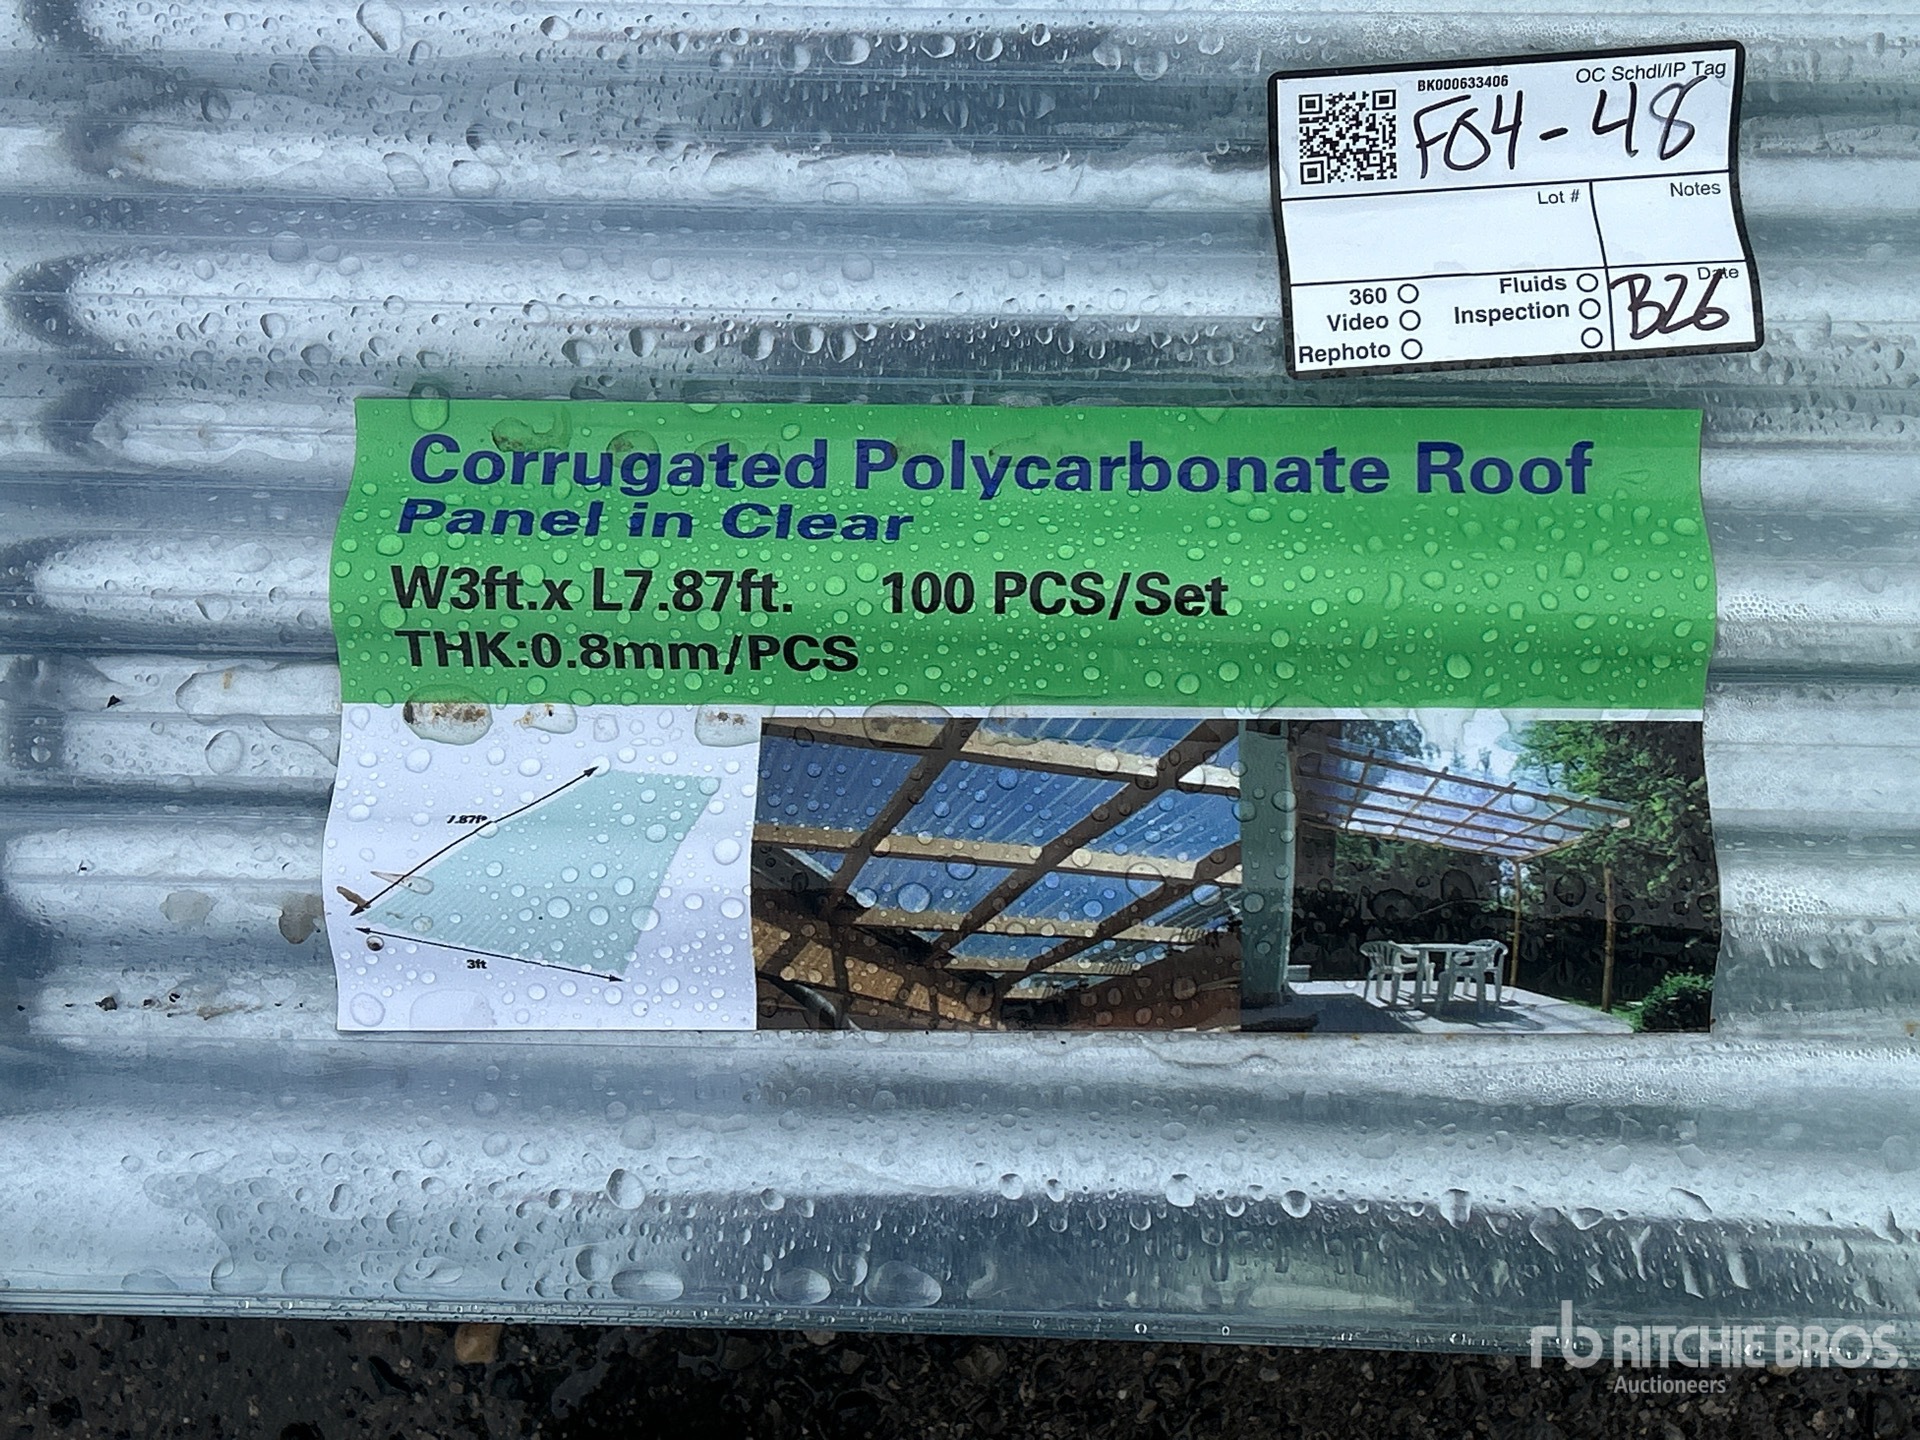 BK000633406
OC Schdl/IP Tag
F04-48
Lot #
Notes
360
Fluids
Date
Video
Inspection
B26
Rephoto
Corrugated Polycarbonate Roof
Panel in Clear
W3ft.x L7.87ft. 100 PCS/Set
THK:0.8mm/PCS
7.87ft
3ft
rb RITCHIE BROS.
Auctioneers